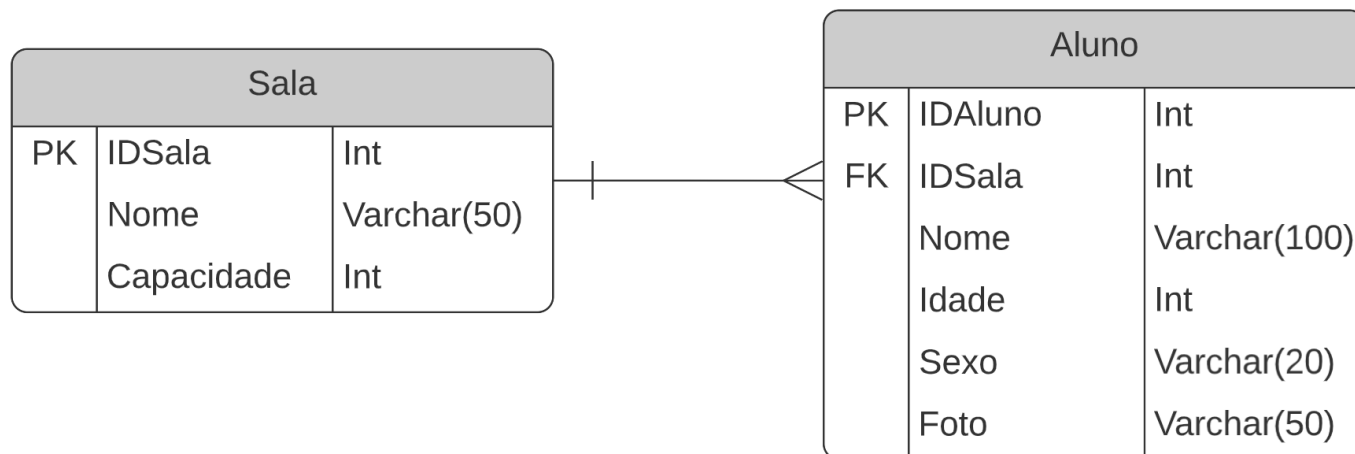 Sala
PK IDSala Int
Nome Varchar(50)
Capacidade Int
Aluno
PK IDAluno Int
FK IDSala Int
Nome Varchar(100)
Idade Int
Sexo Varchar(20)
Foto Varchar(50)